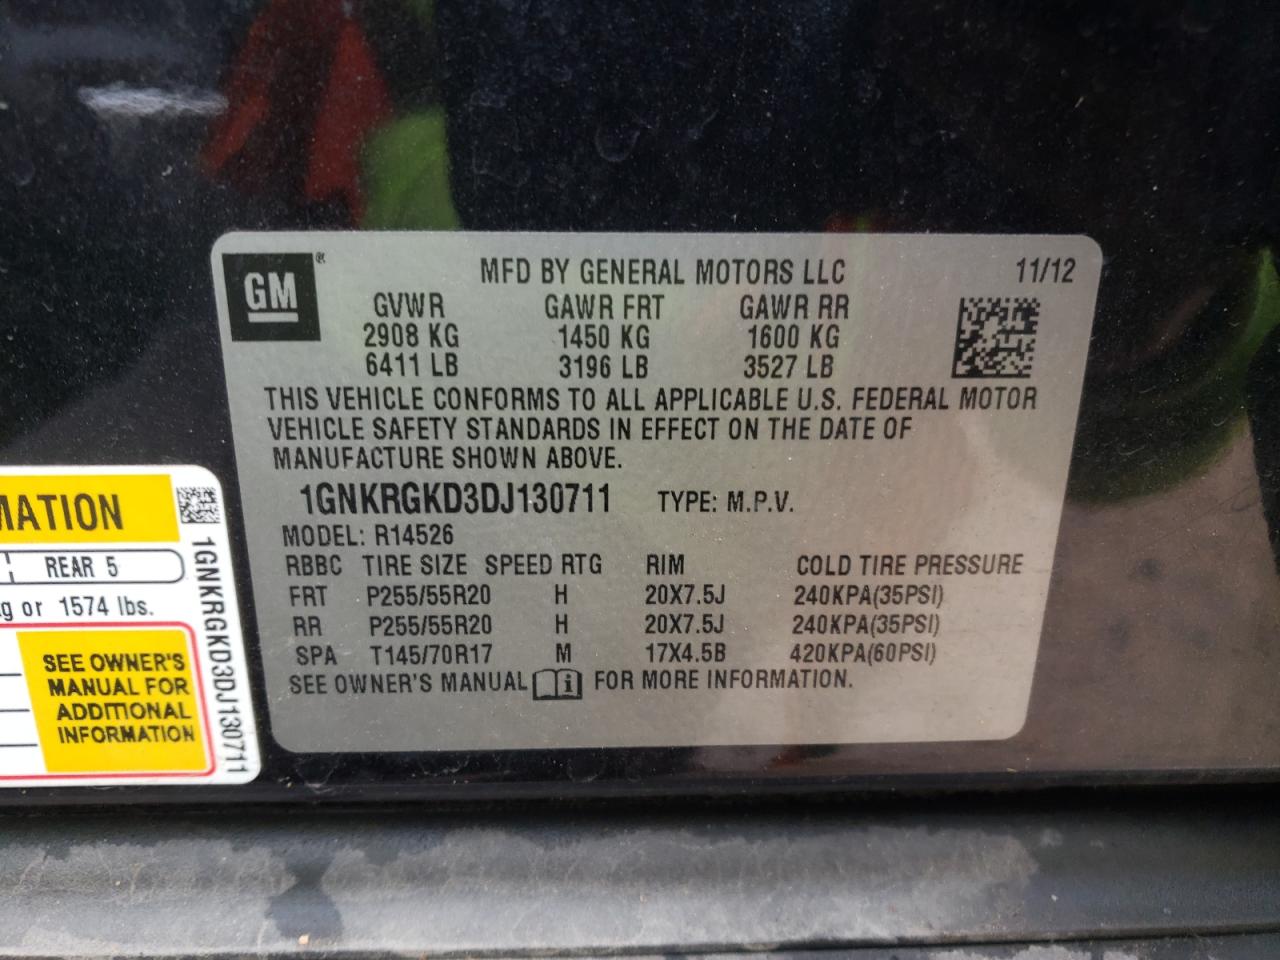 GM®
MFD BY GENERAL MOTORS LLC 11/12
GVWR GAWR FRT GAWR RR
2908 KG 1450 KG 1600 KG
6411 LB 3196 LB 3527 LB
THIS VEHICLE CONFORMS TO ALL APPLICABLE U.S. FEDERAL MOTOR
VEHICLE SAFETY STANDARDS IN EFFECT ON THE DATE OF
MANUFACTURE SHOWN ABOVE.
1GNKRGKD3DJ130711 TYPE: M.P.V.
MODEL: R14526
RBBC TIRE SIZE SPEED RTG RIM COLD TIRE PRESSURE
FRT P255/55R20 H 20X7.5J 240KPA(35PSI)
RR P255/55R20 H 20X7.5J 240KPA(35PSI)
SPA T145/70R17 M 17X4.5B 420KPA(60PSI)
SEE OWNER'S MANUAL FOR MORE INFORMATION.
MATION
REAR 5
kg or 1574 lbs.
SEE OWNER'S
MANUAL FOR
ADDITIONAL
INFORMATION
1GNKRGKD3DJ130711